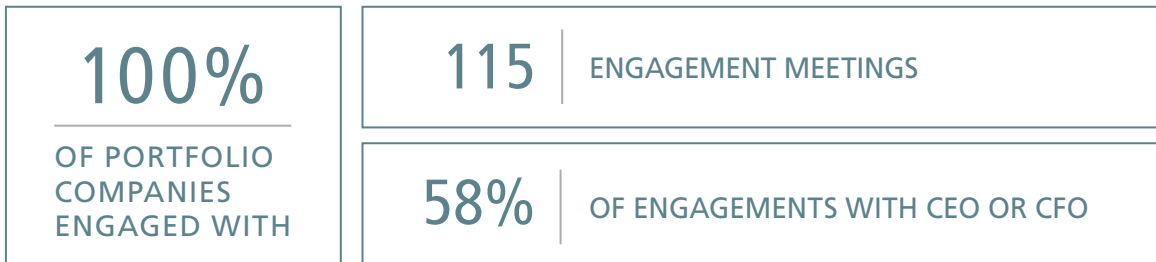 100%
OF PORTFOLIO
COMPANIES
ENGAGED WITH
115
ENGAGEMENT MEETINGS
58%
OF ENGAGEMENTS WITH CEO OR CFO